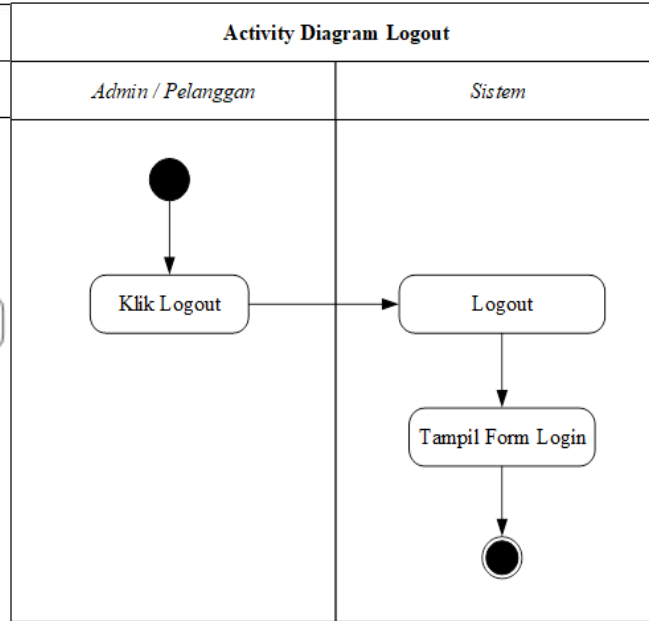 Activity Diagram Logout
Admin / Pelanggan
Sistem
Klik Logout
Logout
Tampil Form Login